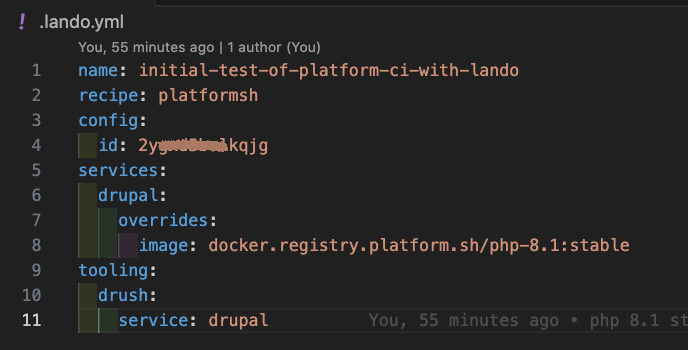 ! .lando.yml
You, 55 minutes ago | 1 author (You)
1 name: initial-test-of-platform-ci-with-lando
2 recipe: platformsh
3 config:
4 id: 2y kqjg
5 services:
6 drupal:
7 overrides:
8 image: docker.registry.platform.sh/php-8.1:stable
9 tooling:
10 drush:
11 service: drupal You, 55 minutes ago • php 8.1 st